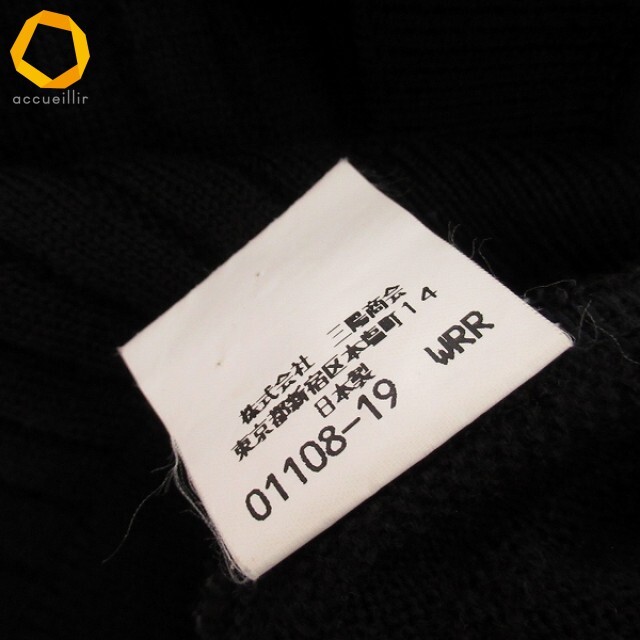 accueillir
株式会社 三陽商会
東京都新宿区本塩町14
日本製
01108-19 WRR